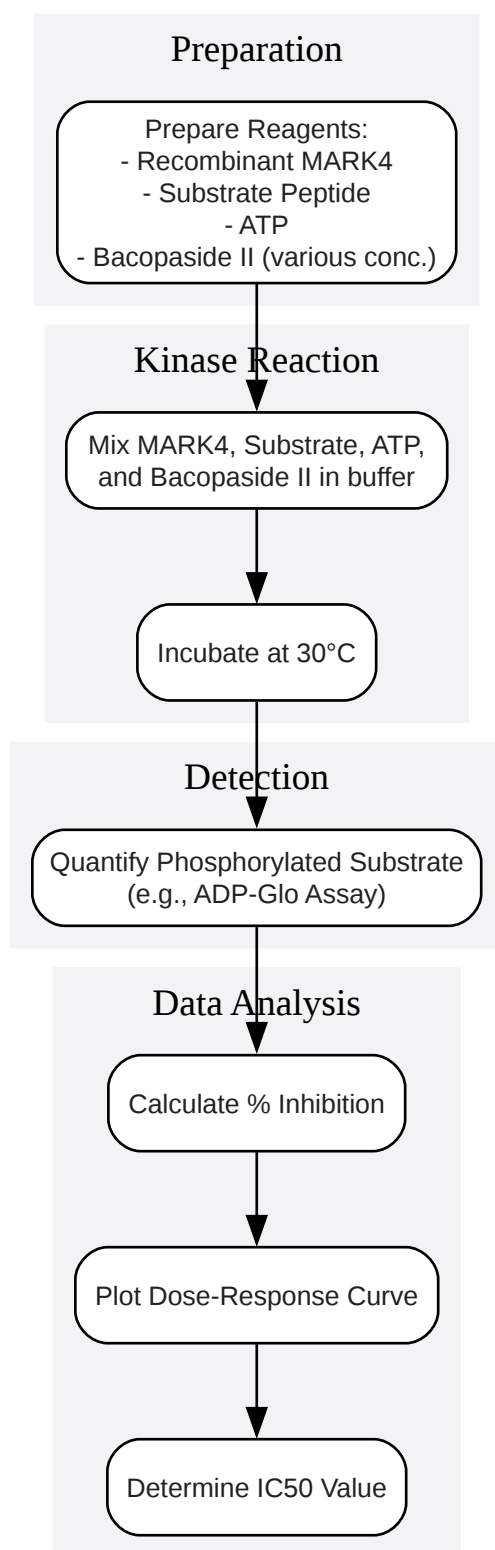 Preparation
Prepare Reagents:
- Recombinant MARK4
- Substrate Peptide
- ATP
- Bacopaside II (various conc.)
Kinase Reaction
Mix MARK4, Substrate, ATP,
and Bacopaside II in buffer
Incubate at 30°C
Detection
Quantify Phosphorylated Substrate
(e.g., ADP-Glo Assay)
Data Analysis
Calculate % Inhibition
Plot Dose-Response Curve
Determine IC50 Value